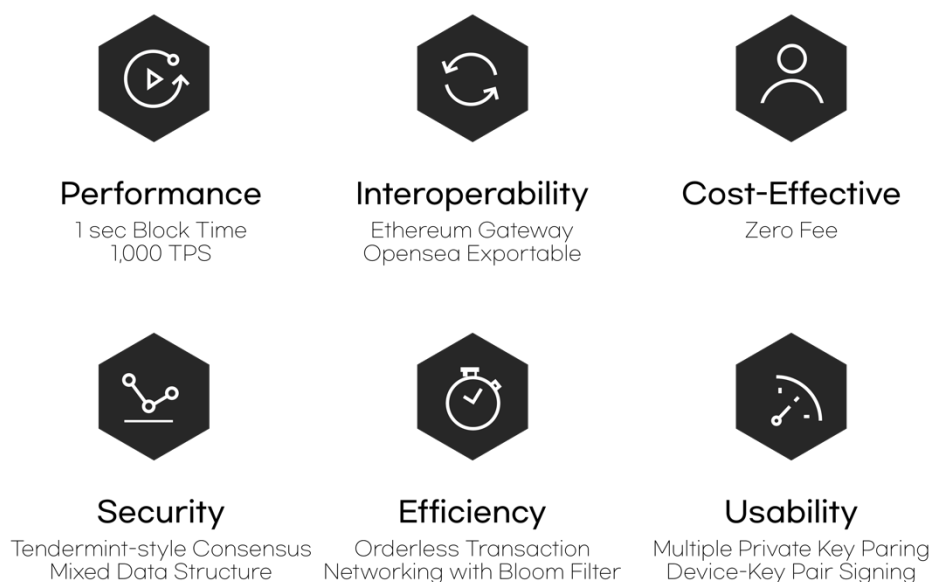 Performance
1 sec Block Time
1,000 TPS
Interoperability
Ethereum Gateway
Opensea Exportable
Cost-Effective
Zero Fee
Security
Tendermint-style Consensus
Mixed Data Structure
Efficiency
Orderless Transaction
Networking with Bloom Filter
Usability
Multiple Private Key Paring
Device-Key Pair Signing